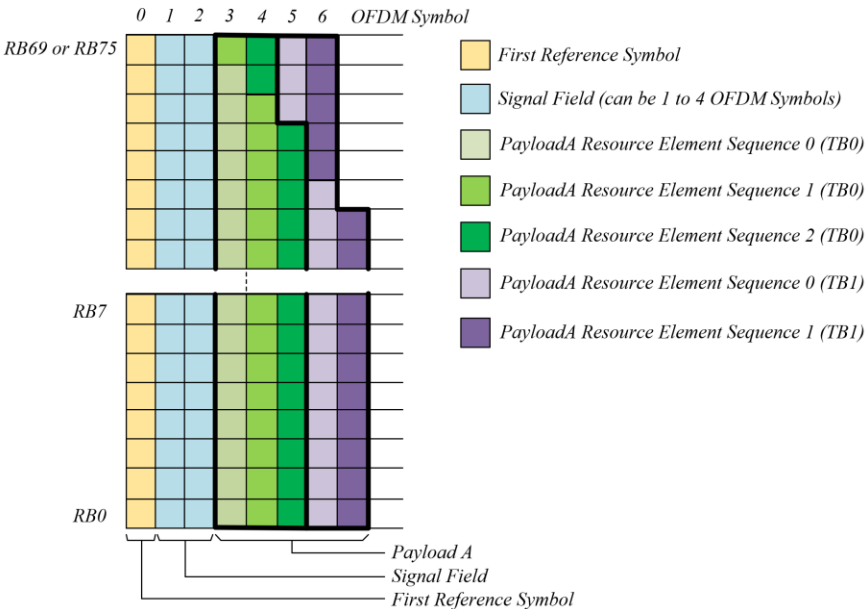 0 1 2 3 4 5 6 OFDM Symbol
RB69 or RB75
First Reference Symbol
Signal Field (can be 1 to 4 OFDM Symbols)
PayloadA Resource Element Sequence 0 (TB0)
PayloadA Resource Element Sequence 1 (TB0)
PayloadA Resource Element Sequence 2 (TB0)
PayloadA Resource Element Sequence 0 (TB1)
PayloadA Resource Element Sequence 1 (TB1)
RB7
RB0
Payload A
Signal Field
First Reference Symbol